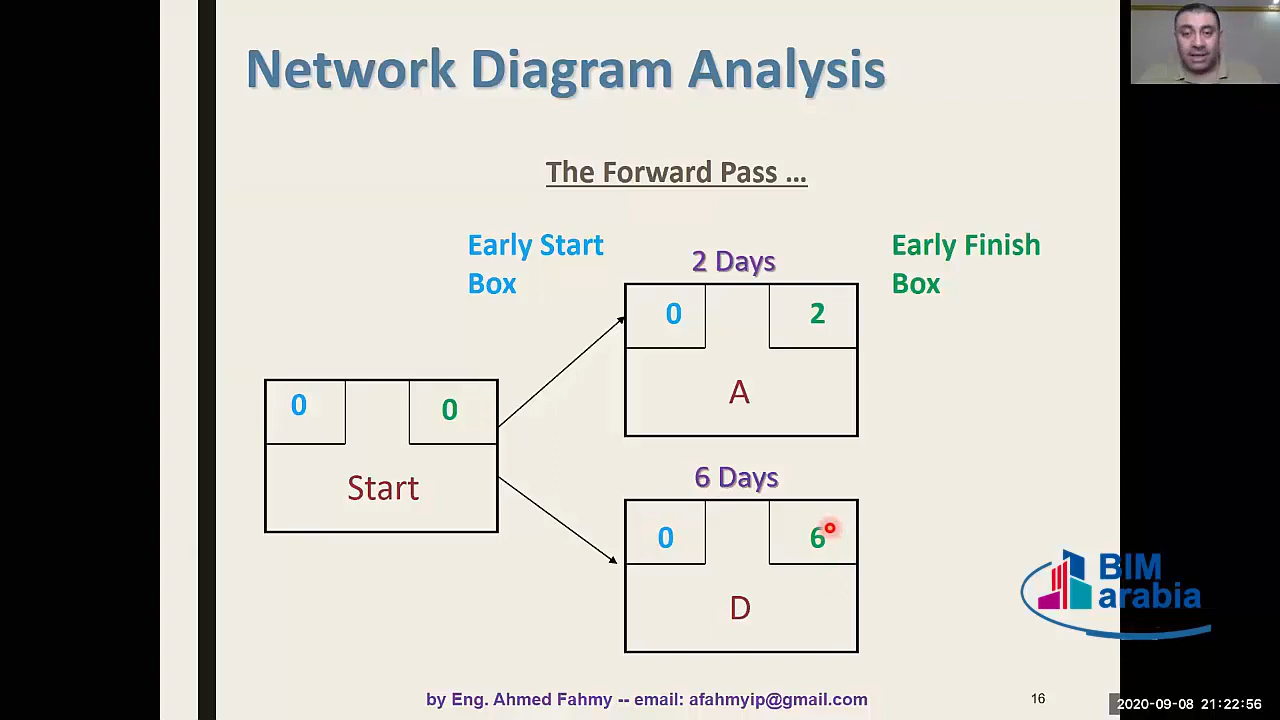 Network Diagram Analysis
The Forward Pass ...
Early Start
Box
2 Days
Early Finish
Box
0
2
A
0
0
Start
6 Days
0
6
D
BIM
arabia
by Eng. Ahmed Fahmy -- email: afahmyip@gmail.com
16
2020-09-08 21:22:56